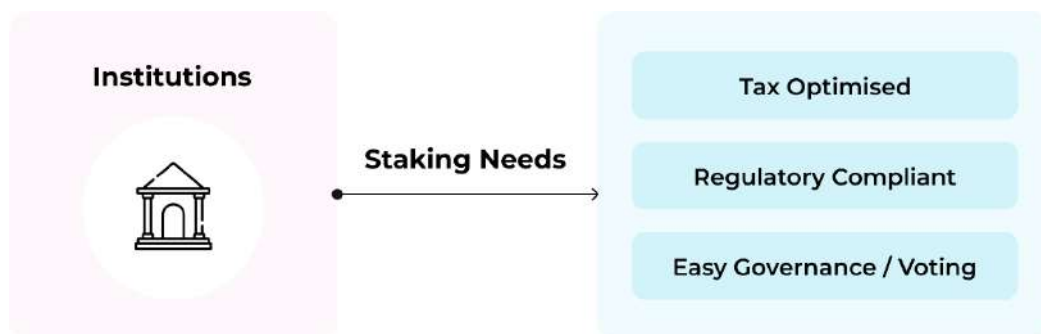 Institutions
Staking Needs
Tax Optimised
Regulatory Compliant
Easy Governance / Voting